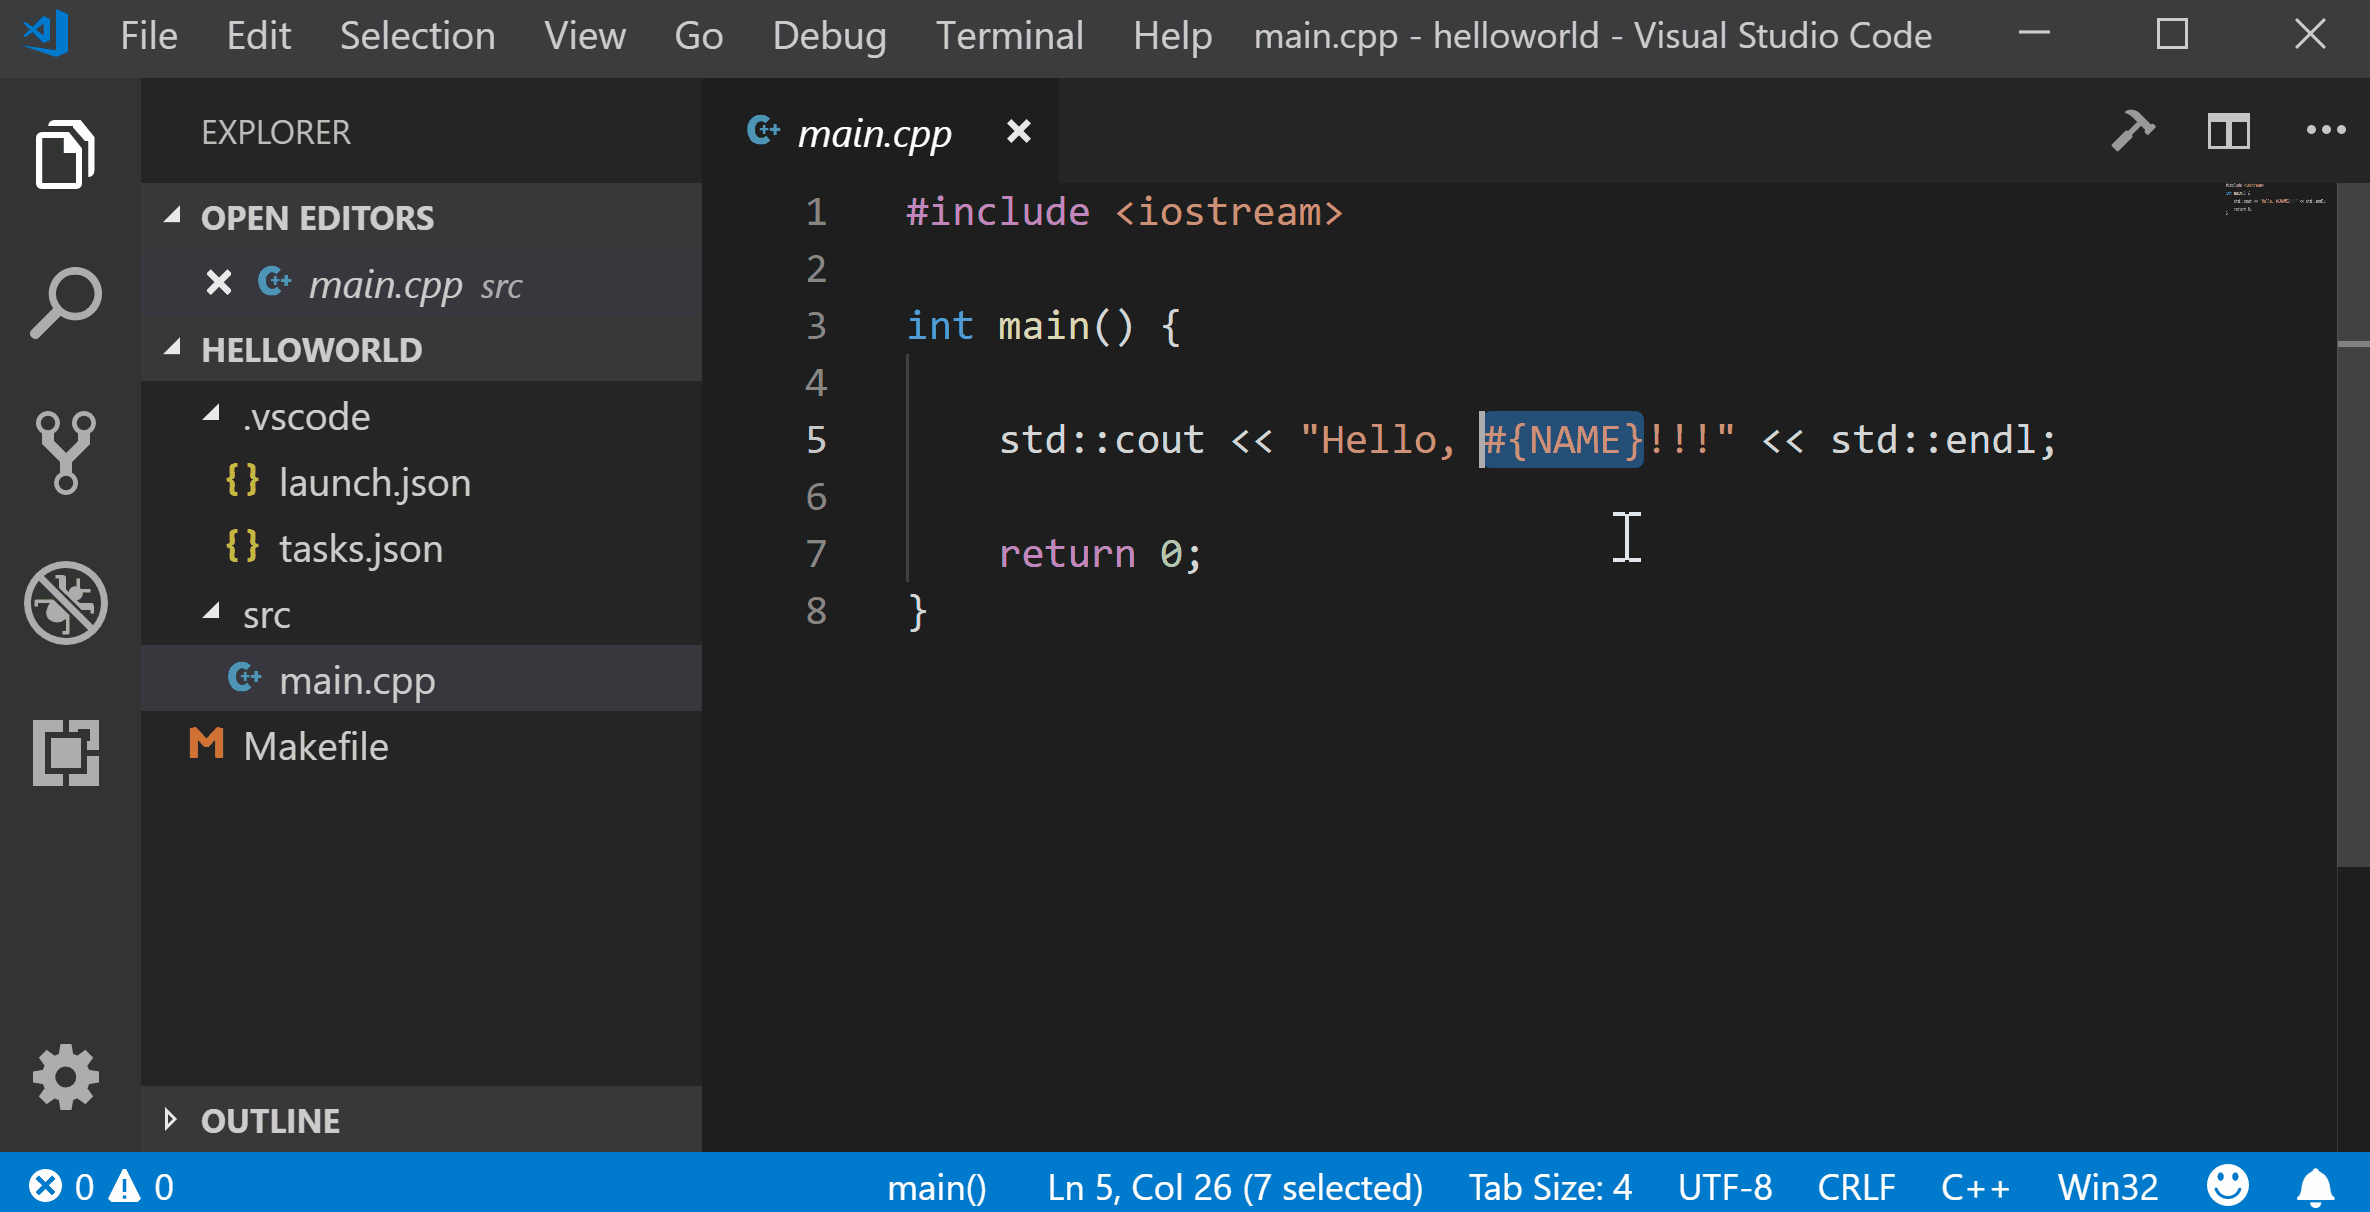 File Edit Selection View Go Debug Terminal Help main.cpp - helloworld - Visual Studio Code
EXPLORER
OPEN EDITORS
main.cpp src
HELLOWORLD
.vscode
{} launch.json
{} tasks.json
src
main.cpp
Makefile
OUTLINE
main.cpp
1 #include <iostream>
2
3 int main() {
4
5 std::cout << "Hello, #{NAME}!!!" << std::endl;
6
7 return 0;
8 }
0 0 main() Ln 5, Col 26 (7 selected) Tab Size: 4 UTF-8 CRLF C++ Win32